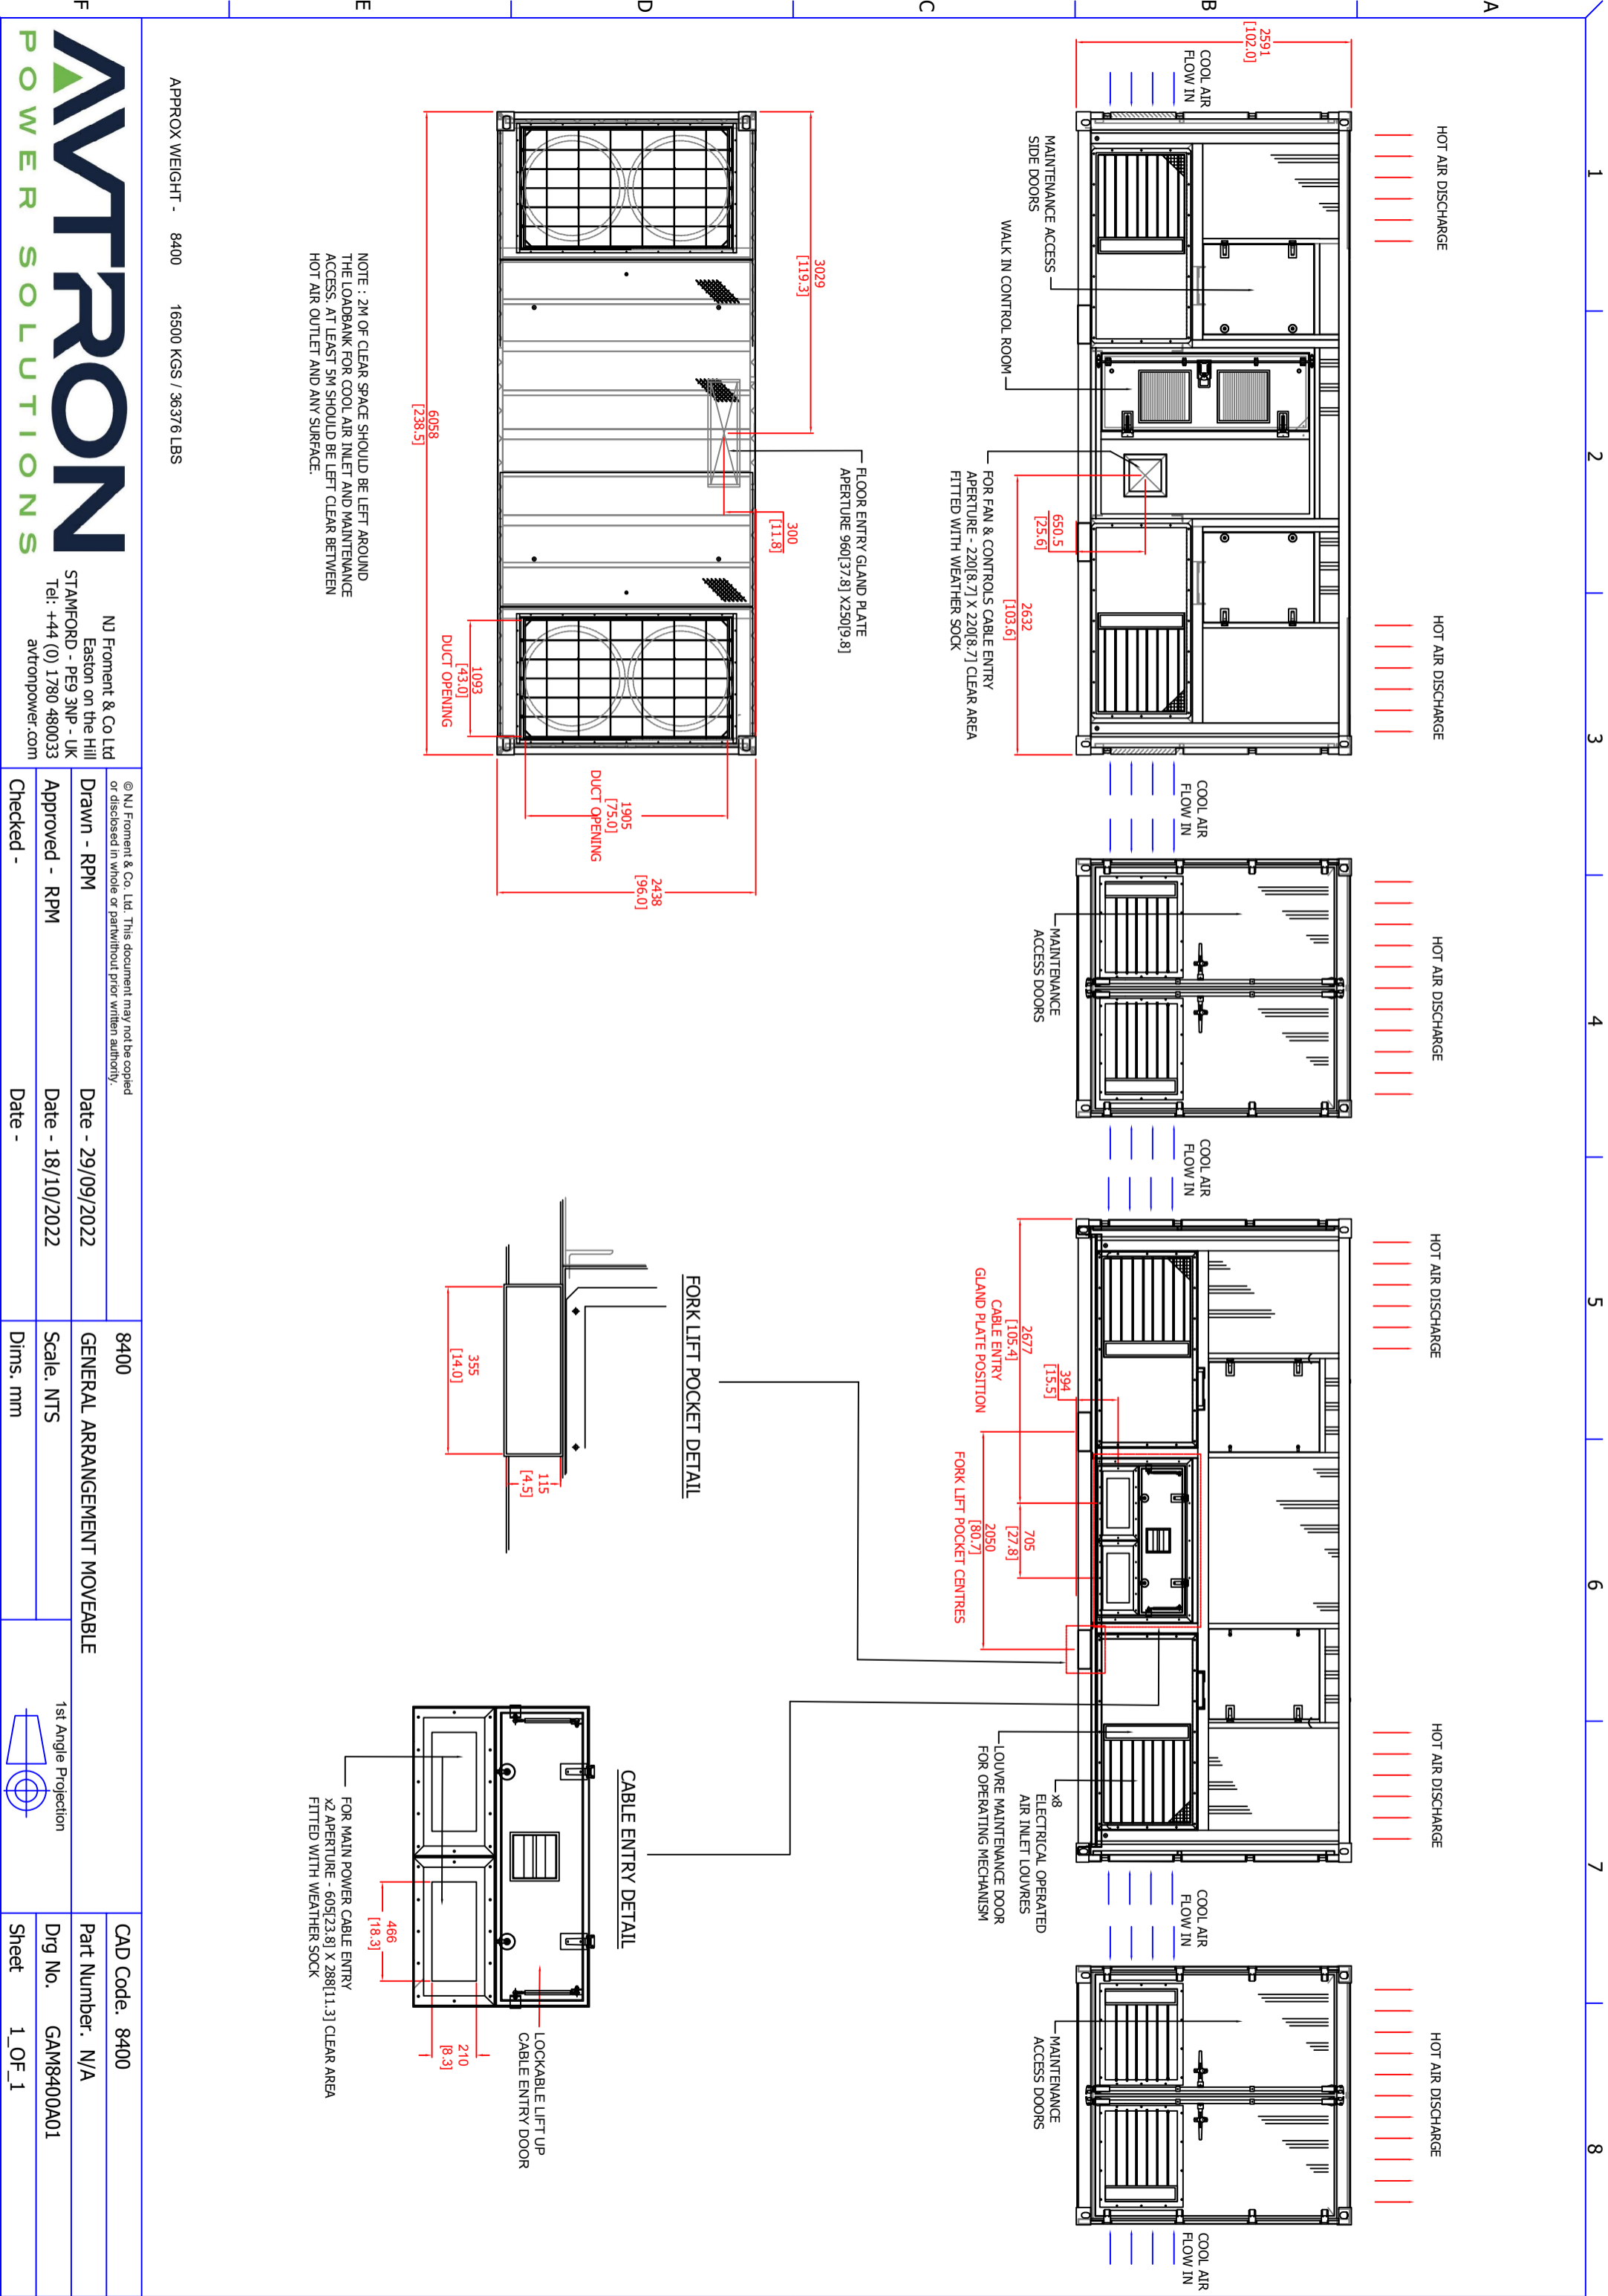 1
2
3
4
5
6
7
8
A
B
C
D
E
F
HOT AIR DISCHARGE
HOT AIR DISCHARGE
HOT AIR DISCHARGE
HOT AIR DISCHARGE
HOT AIR DISCHARGE
HOT AIR DISCHARGE
2591
[102.0]
COOL AIR
FLOW IN
COOL AIR
FLOW IN
COOL AIR
FLOW IN
COOL AIR
FLOW IN
COOL AIR
FLOW IN
MAINTENANCE ACCESS
SIDE DOORS
WALK IN CONTROL ROOM
650.5
[25.6]
2632
[103.6]
FOR FAN & CONTROLS CABLE ENTRY
APERTURE - 220[8.7] X 220[8.7] CLEAR AREA
FITTED WITH WEATHER SOCK
MAINTENANCE
ACCESS DOORS
394
[15.5]
2677
[105.4]
CABLE ENTRY
GLAND PLATE POSITION
705
[27.8]
2050
[80.7]
FORK LIFT POCKET CENTRES
x8
ELECTRICAL OPERATED
AIR INLET LOUVRES
LOUVRE MAINTENANCE DOOR
FOR OPERATING MECHANISM
MAINTENANCE
ACCESS DOORS
3029
[119.3]
FLOOR ENTRY GLAND PLATE
APERTURE 960[37.8] X250[9.8]
300
[11.8]
1905
[75.0]
DUCT OPENING
2438
[96.0]
1093
[43.0]
DUCT OPENING
6058
[238.5]
FORK LIFT POCKET DETAIL
115
[4.5]
355
[14.0]
CABLE ENTRY DETAIL
LOCKABLE LIFT UP
CABLE ENTRY DOOR
210
[8.3]
466
[18.3]
FOR MAIN POWER CABLE ENTRY
x2 APERTURE - 605[23.8] X 288[11.3] CLEAR AREA
FITTED WITH WEATHER SOCK
NOTE : 2M OF CLEAR SPACE SHOULD BE LEFT AROUND
THE LOADBANK FOR COOL AIR INLET AND MAINTENANCE
ACCESS. AT LEAST 5M SHOULD BE LEFT CLEAR BETWEEN
HOT AIR OUTLET AND ANY SURFACE.
APPROX WEIGHT - 8400 16500 KGS / 36376 LBS
AVTRON
POWER SOLUTIONS
NJ Froment & Co Ltd
Easton on the Hill
STAMFORD - PE9 3NP - UK
Tel: +44 (0) 1780 480033
avtronpower.com
© NJ Froment & Co. Ltd. This document may not be copied
or disclosed in whole or partwithout prior written authority.
Drawn - RPM Date - 29/09/2022
Approved - RPM Date - 18/10/2022
Checked - Date -
8400
GENERAL ARRANGEMENT MOVEABLE
Scale. NTS
Dims. mm
1st Angle Projection
CAD Code. 8400
Part Number. N/A
Drg No. GAM8400A01
Sheet 1_OF_1